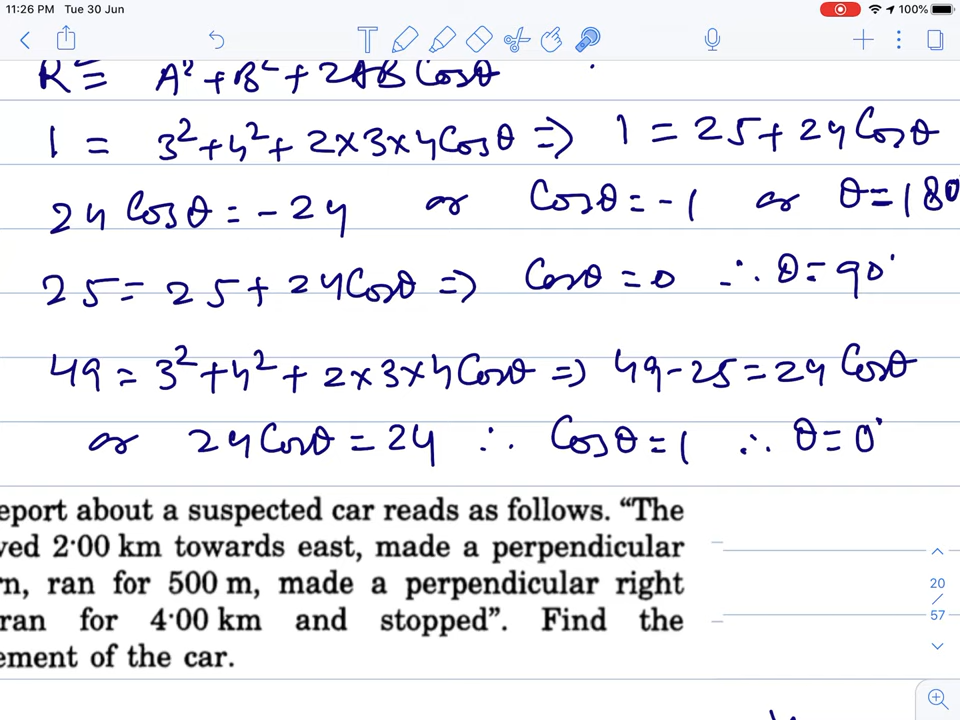 11:26 PM Tue 30 Jun 100%
R² = A² + B² + 2AB Cosθ
1 = 3² + 4² + 2×3×4 Cosθ => 1 = 25 + 24 Cosθ
24 Cosθ = -24 or Cosθ = -1 or θ = 180
25 = 25 + 24 Cosθ => Cosθ = 0 ∴ θ = 90°
49 = 3² + 4² + 2×3×4 Cosθ => 49 - 25 = 24 Cosθ
or 24 Cosθ = 24 ∴ Cosθ = 1 ∴ θ = 0°
eport about a suspected car reads as follows. “The
ved 2·00 km towards east, made a perpendicular
rn, ran for 500 m, made a perpendicular right
ran for 4·00 km and stopped”. Find the
ement of the car.
20
/
57